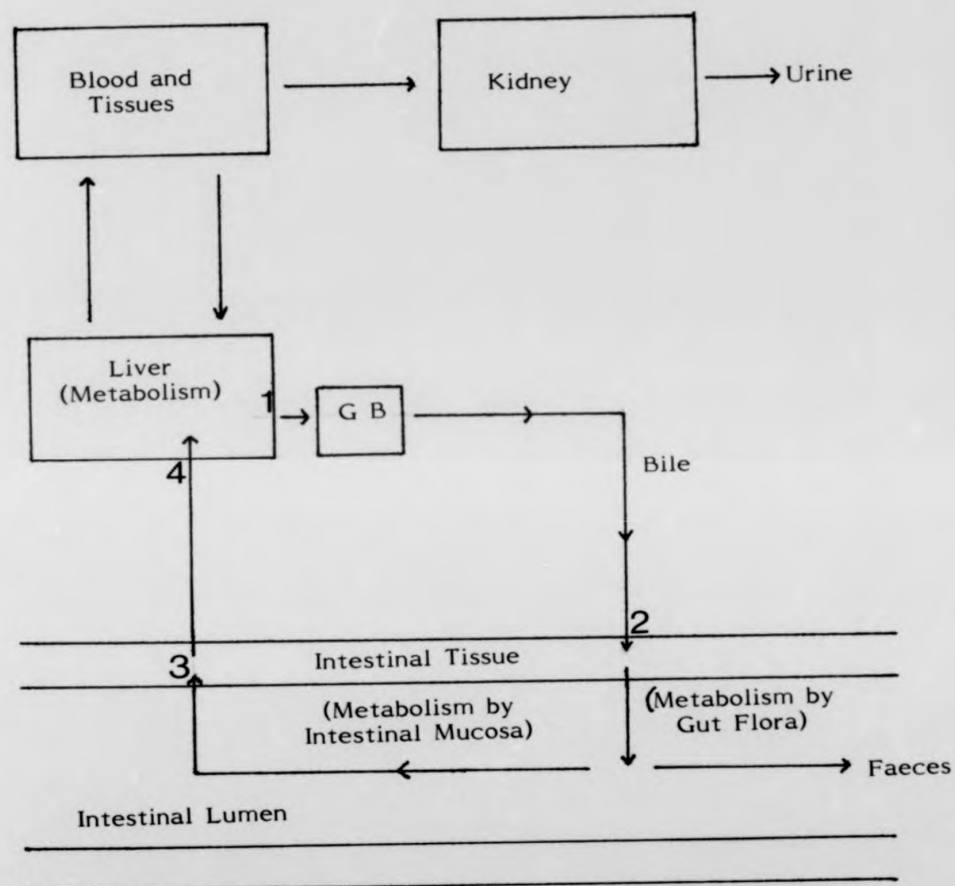 Blood and
Tissues
Kidney
Urine
Liver
(Metabolism)
1
G B
4
Bile
2
3
Intestinal Tissue
(Metabolism by
Intestinal Mucosa)
(Metabolism by
Gut Flora)
Faeces
Intestinal Lumen